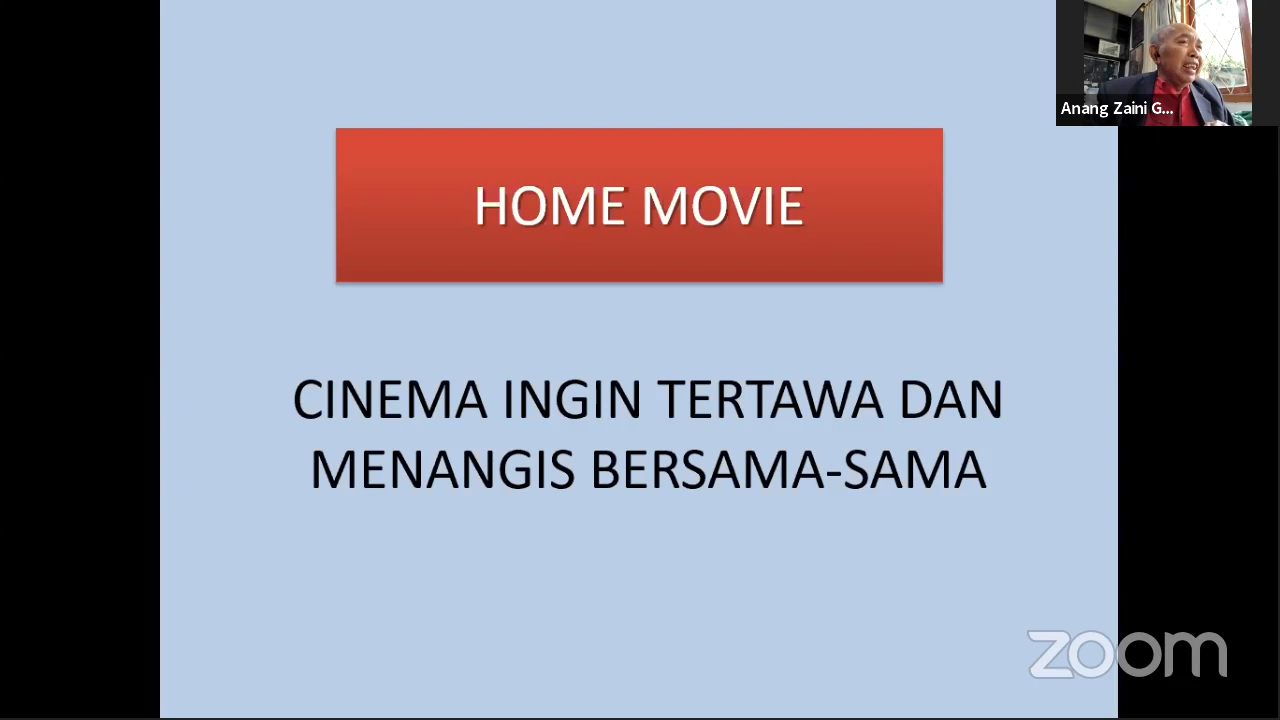 Anang Zaini G...
HOME MOVIE
CINEMA INGIN TERTAWA DAN
MENANGIS BERSAMA-SAMA
zoom